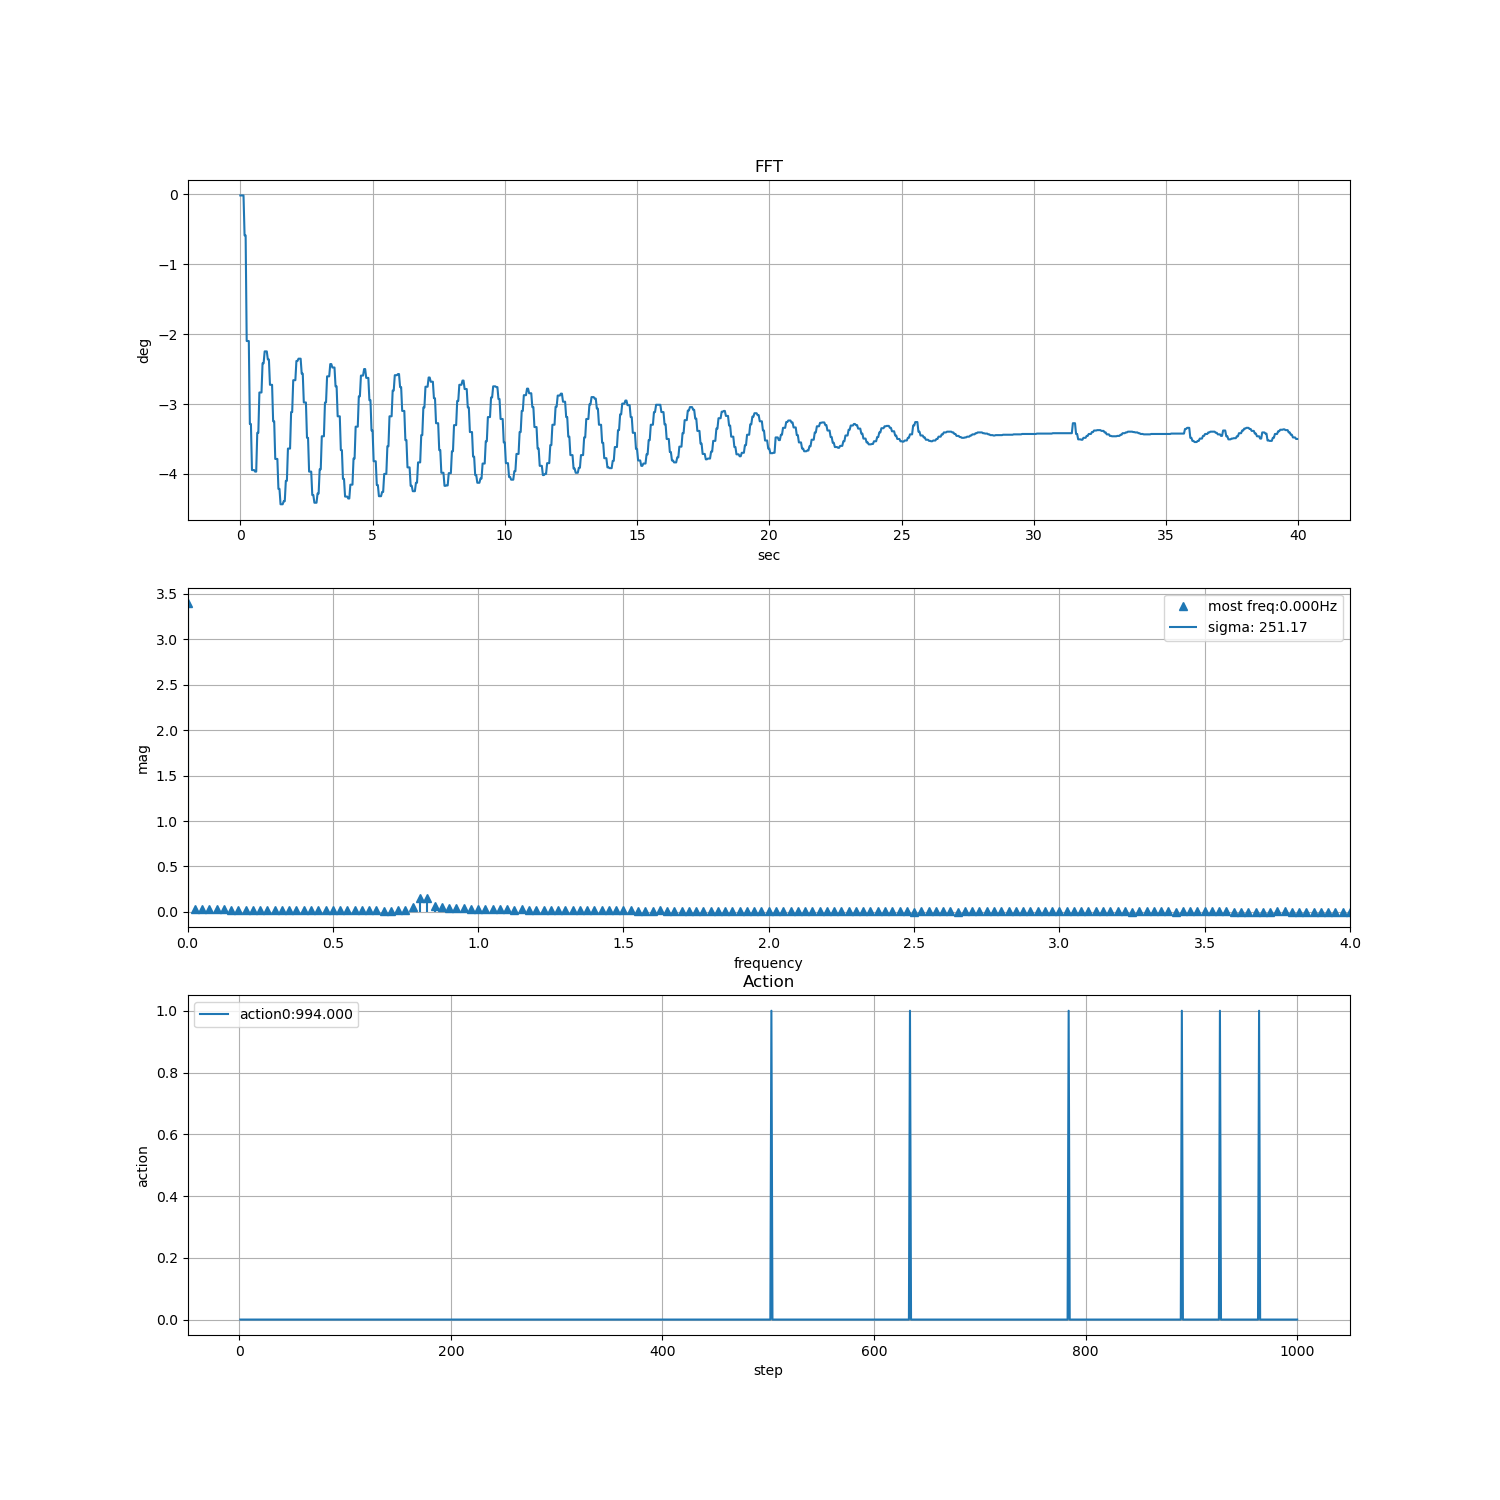 FFT
0
−1
−2
−3
−4
deg
0 5 10 15 20 25 30 35 40
sec
3.5
3.0
2.5
2.0
1.5
1.0
0.5
0.0
mag
most freq:0.000Hz
sigma: 251.17
0.0 0.5 1.0 1.5 2.0 2.5 3.0 3.5 4.0
frequency
Action
1.0
0.8
0.6
0.4
0.2
0.0
action
action0:994.000
0 200 400 600 800 1000
step